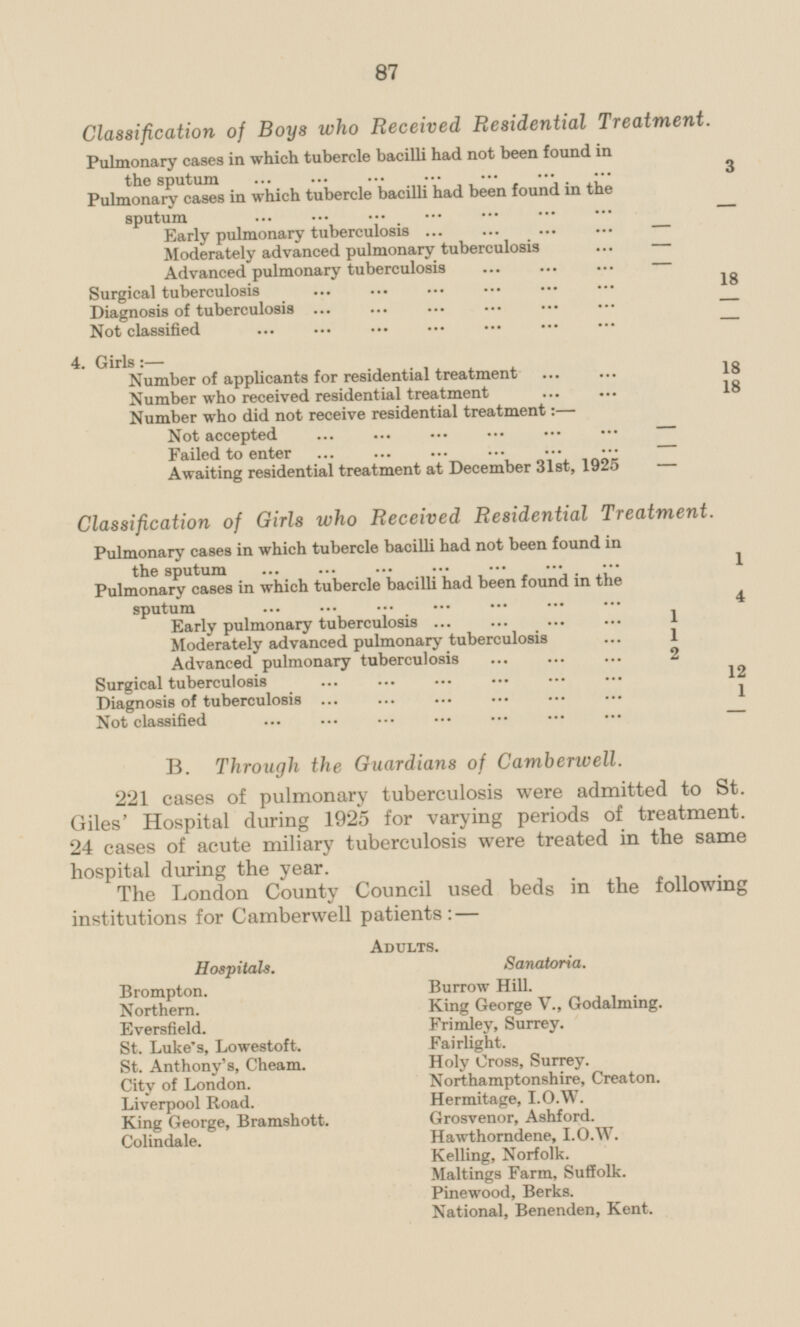 87
Classification of Boys who Received Residential Treatment.
Pulmonary cases in which tubercle bacilli had not been found in
the sputum ... ... ... ... ... ... ... 3
Pulmonary cases in which tubercle bacilli had been found in the
sputum ... ... ... ... ... ... ... —
Early pulmonary tuberculosis ... ... ... ... —
Moderately advanced pulmonary tuberculosis ... —
Advanced pulmonary tuberculosis ... ... ... —
Surgical tuberculosis ... ... ... ... ... ... 18
Diagnosis of tuberculosis ... ... ... ... ... ... —
Not classified ... ... ... ... ... ... ... —
4. Girls :—
Number of applicants for residential treatment ... ... 18
Number who received residential treatment ... ... 18
Number who did not receive residential treatment :—
Not accepted ... ... ... ... ... ... —
Failed to enter ... ... ... ... ... ... —
Awaiting residential treatment at December 31st, 1925 —
Classification of Girls who Received Residential Treatment.
Pulmonary cases in which tubercle bacilli had not been found in
the sputum ... ... ... ... ... ... ... 1
Pulmonary cases in which tubercle bacilli had been found in the
sputum ... ... ... ... ... ... ... 4
Early pulmonary tuberculosis ... ... ... ... 1
Moderately advanced pulmonary tuberculosis ... 1
Advanced pulmonary tuberculosis ... ... ... 2
Surgical tuberculosis ... ... ... ... ... ... 12
Diagnosis of tuberculosis ... ... ... ... ... ... 1
Not classified ... ... ... ... ... ... ... —
B. Through the Guardians of Camberwell.
221 cases of pulmonary tuberculosis were admitted to St.
Giles' Hospital during 1925 for varying periods of treatment.
24 cases of acute miliary tuberculosis were treated in the same
hospital during the year.
The London County Council used beds in the following
institutions for Camberwell patients :—
ADULTS.
Hospitals.
Brompton.
Northern.
Eversfield.
St. Luke's, Lowestoft.
St. Anthony's, Cheam.
City of London.
Liverpool Road.
King George, Bramshott.
Colindale.
Sanatoria.
Burrow Hill.
King George V., Godalming.
Frimley, Surrey.
Fairlight.
Holy Cross, Surrey.
Northamptonshire, Creaton.
Hermitage, I.O.W.
Grosvenor, Ashford.
Hawthorndene, I.O.W.
Kelling, Norfolk.
Maltings Farm, Suffolk.
Pinewood, Berks.
National, Benenden, Kent.